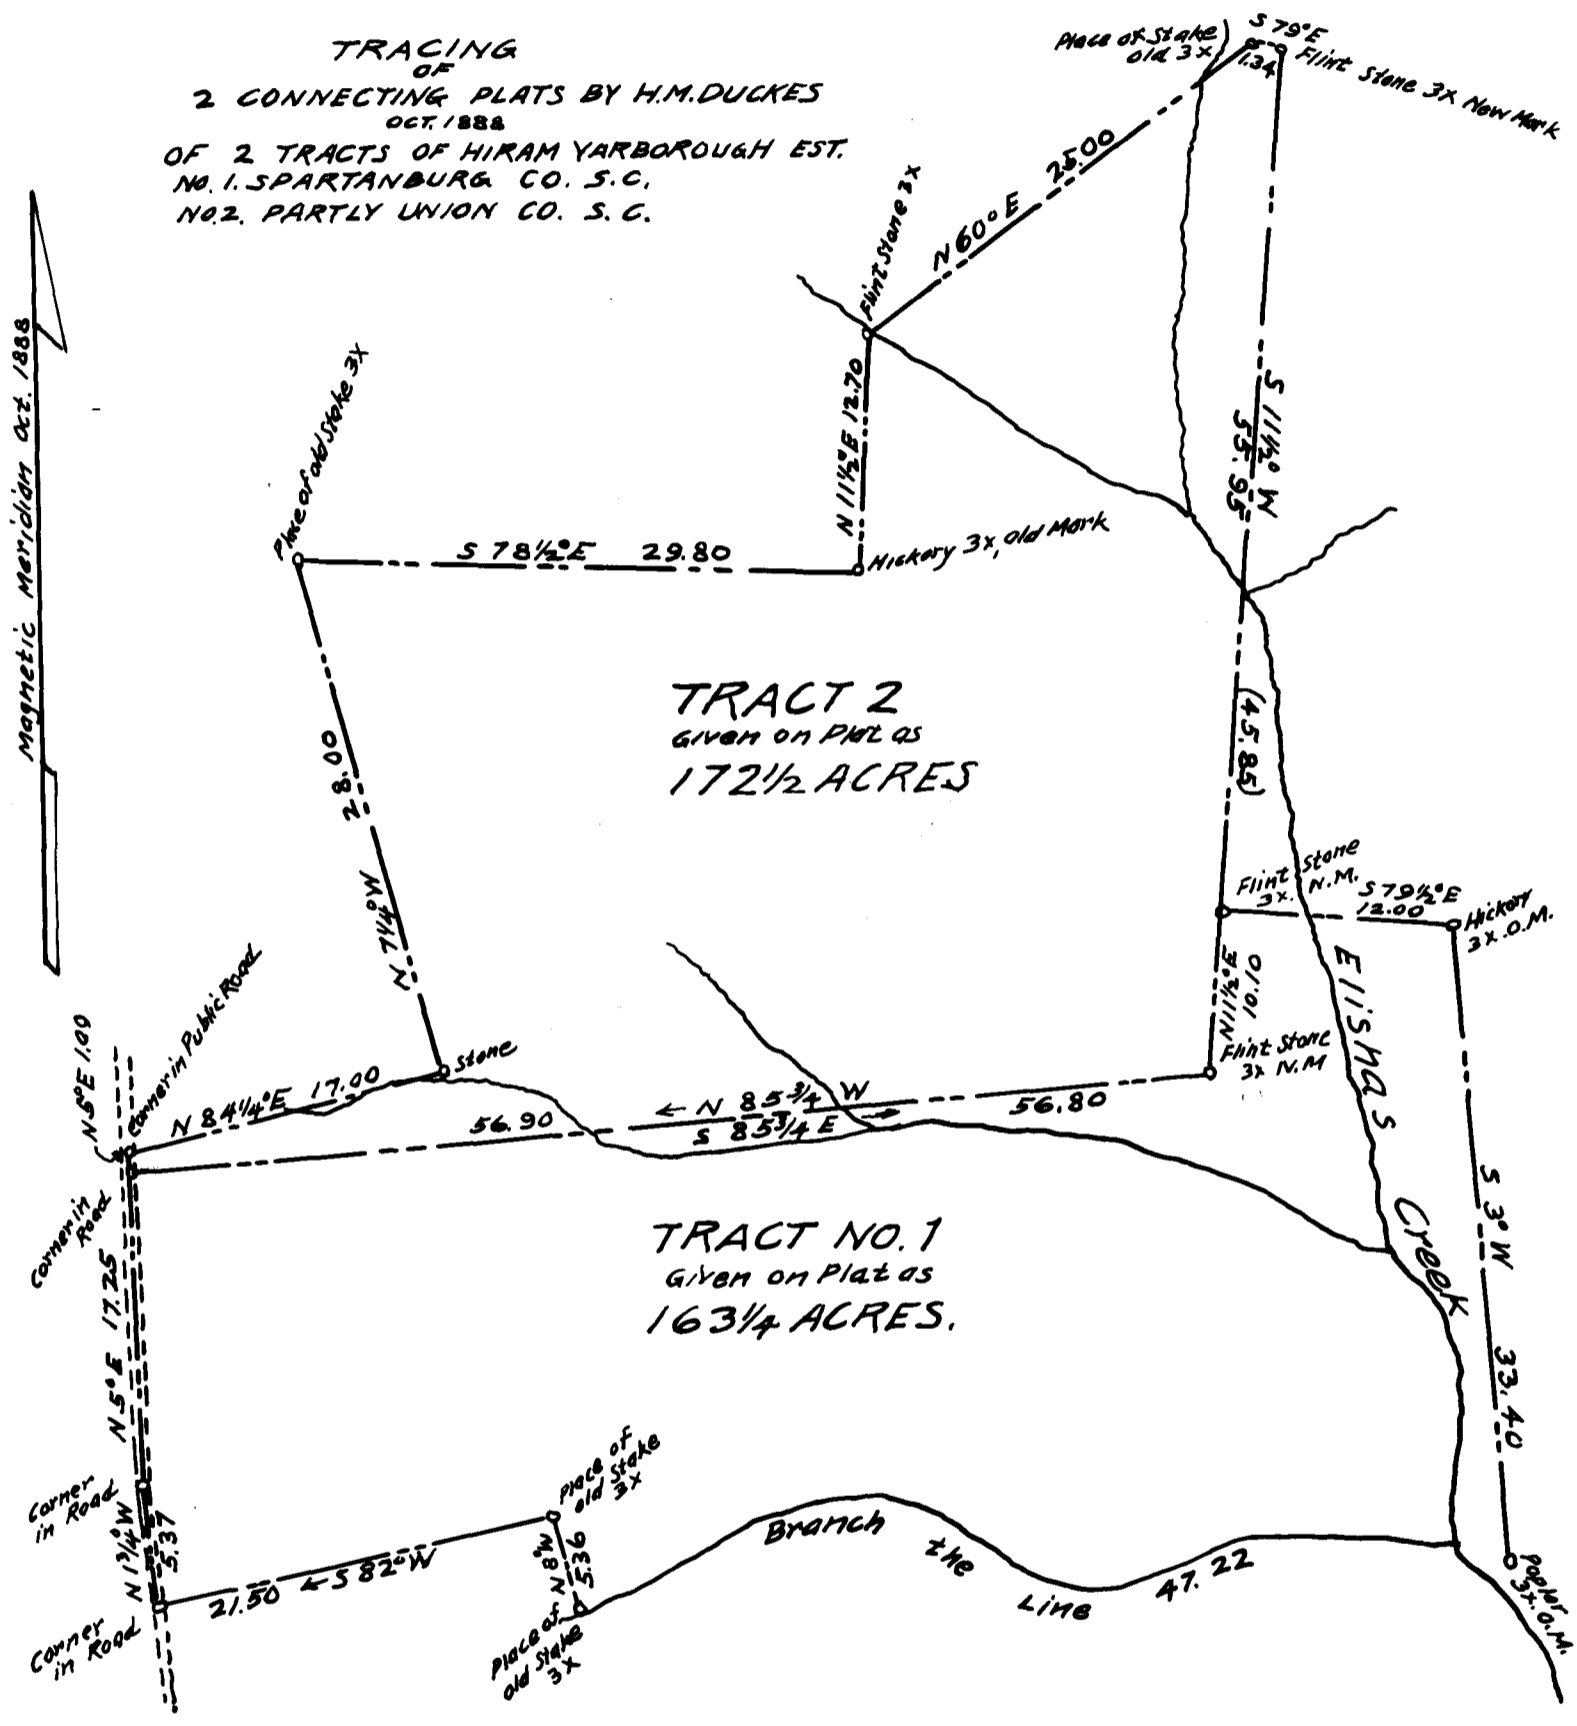 TRACING
OF
2 CONNECTING PLATS BY H.M. DUCKES
OCT. 1888
OF 2 TRACTS OF HIRAM YARBOROUGH EST.
NO. 1. SPARTANBURG CO. S.C.
NO. 2. PARTLY UNION CO. S.C.
Magnetic Meridian Oct. 1888
Place of Stake
old 3x
S 79° E
1.34
Flint Stone 3x New Mark
N 60° E 25.00
Flint Stone 3x
N 11½° E 12.70
S 11½° W
55.95
Place of old Stake 3x
S 78½° E 29.80
Hickory 3x, Old Mark
TRACT 2
Given on Plat as
172½ ACRES
(45.85)
28.00
N 7¼° W
Flint Stone
3x. N.M.
S 79½° E
12.00
Hickory
3x. O.M.
N 11½° E
10.10
Flint Stone
3x N.M
Elishas Creek
N 5° E 1.00
Corner in Public Road
N 84¼° E 17.00
Stone
56.90
← N 85¾ W
S 85¾ E →
56.80
Corner in
Road
N 5° E 17.25
TRACT NO. 1
Given on Plat as
163¼ ACRES.
S 3° W 33.40
Corner
in Road
N 1¾° W
5.37
Corner
in Road
21.50 ← S 82° W
Place of
old Stake
3x
N 8° W
5.36
Place of
old Stake
3x
Branch the Line 47.22
Poplar
3x. O.M.